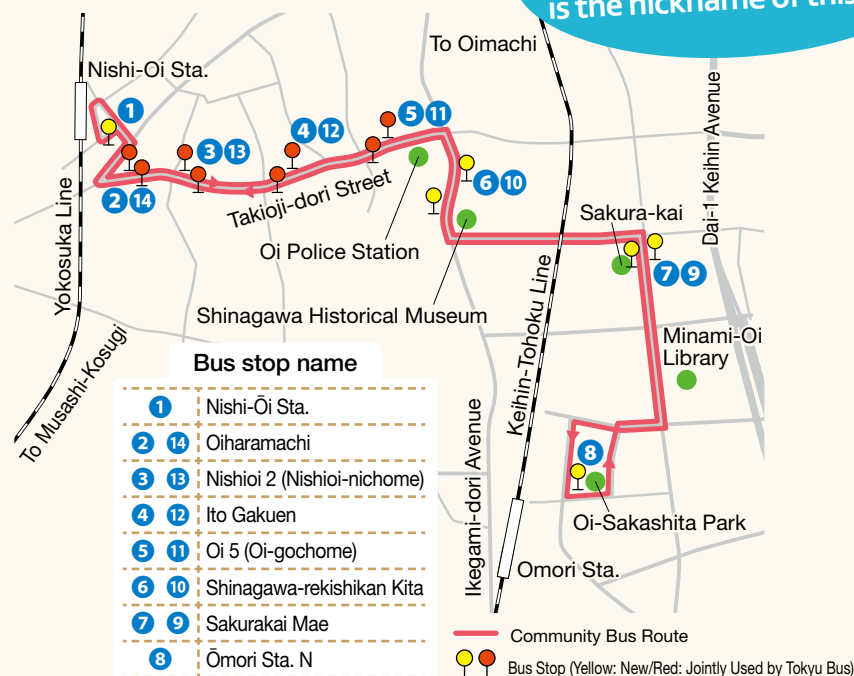 is the nickname of this
To Oimachi
Nishi-Oi Sta.
1
5 11
4 12
3 13
2 14
6 10
Takioji-dori Street
Oi Police Station
Shinagawa Historical Museum
Yokosuka Line
To Musashi-Kosugi
Sakura-kai
7 9
Dai-1 Keihin Avenue
Keihin-Tohoku Line
Minami-Oi
Library
Ikegami-dori Avenue
8
Oi-Sakashita Park
Omori Sta.
Bus stop name
1 Nishi-Ōi Sta.
2 14 Oiharamachi
3 13 Nishioi 2 (Nishioi-nichome)
4 12 Ito Gakuen
5 11 Oi 5 (Oi-gochome)
6 10 Shinagawa-rekishikan Kita
7 9 Sakurakai Mae
8 Ōmori Sta. N
Community Bus Route
Bus Stop (Yellow: New/Red: Jointly Used by Tokyu Bus)